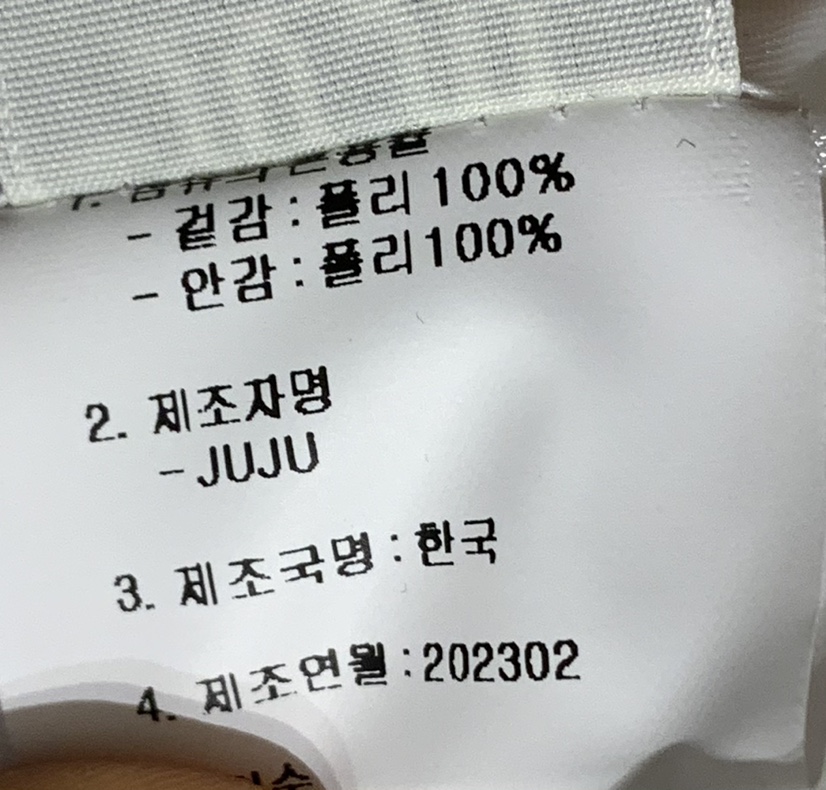 - 겉감 : 폴리 100%
- 안감 : 폴리100%
2. 제조자명
- JUJU
3. 제조국명 : 한국
4. 제조연월 : 202302